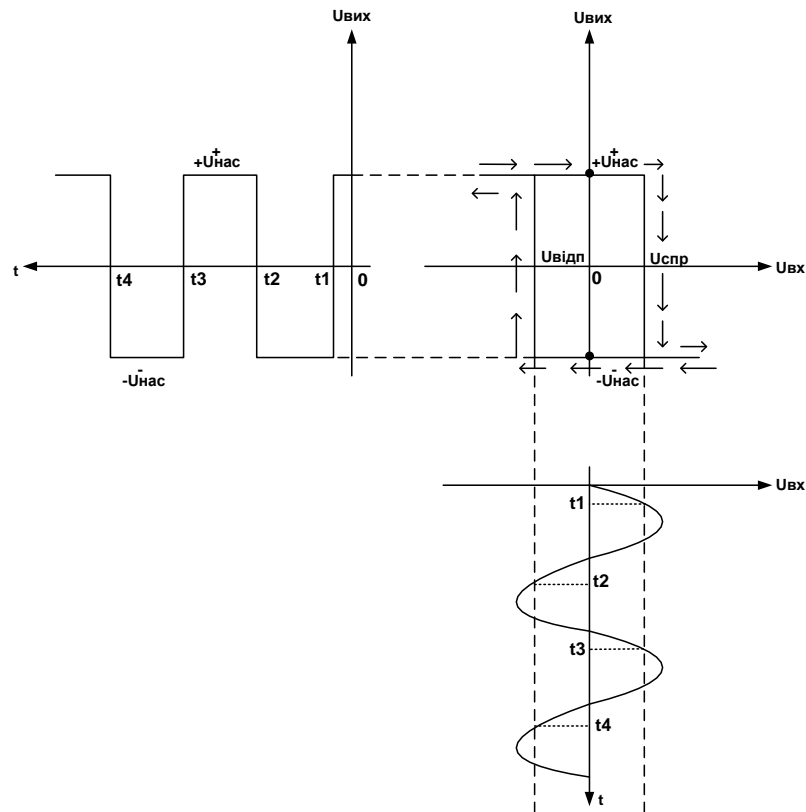 Uвих
Uвих
+
+Uнас
+
+Uнас
t
t4
t3
t2
t1
0
Uвідп
0
Uспр
Uвх
-
-Uнас
-
-Uнас
Uвх
t1
t2
t3
t4
t